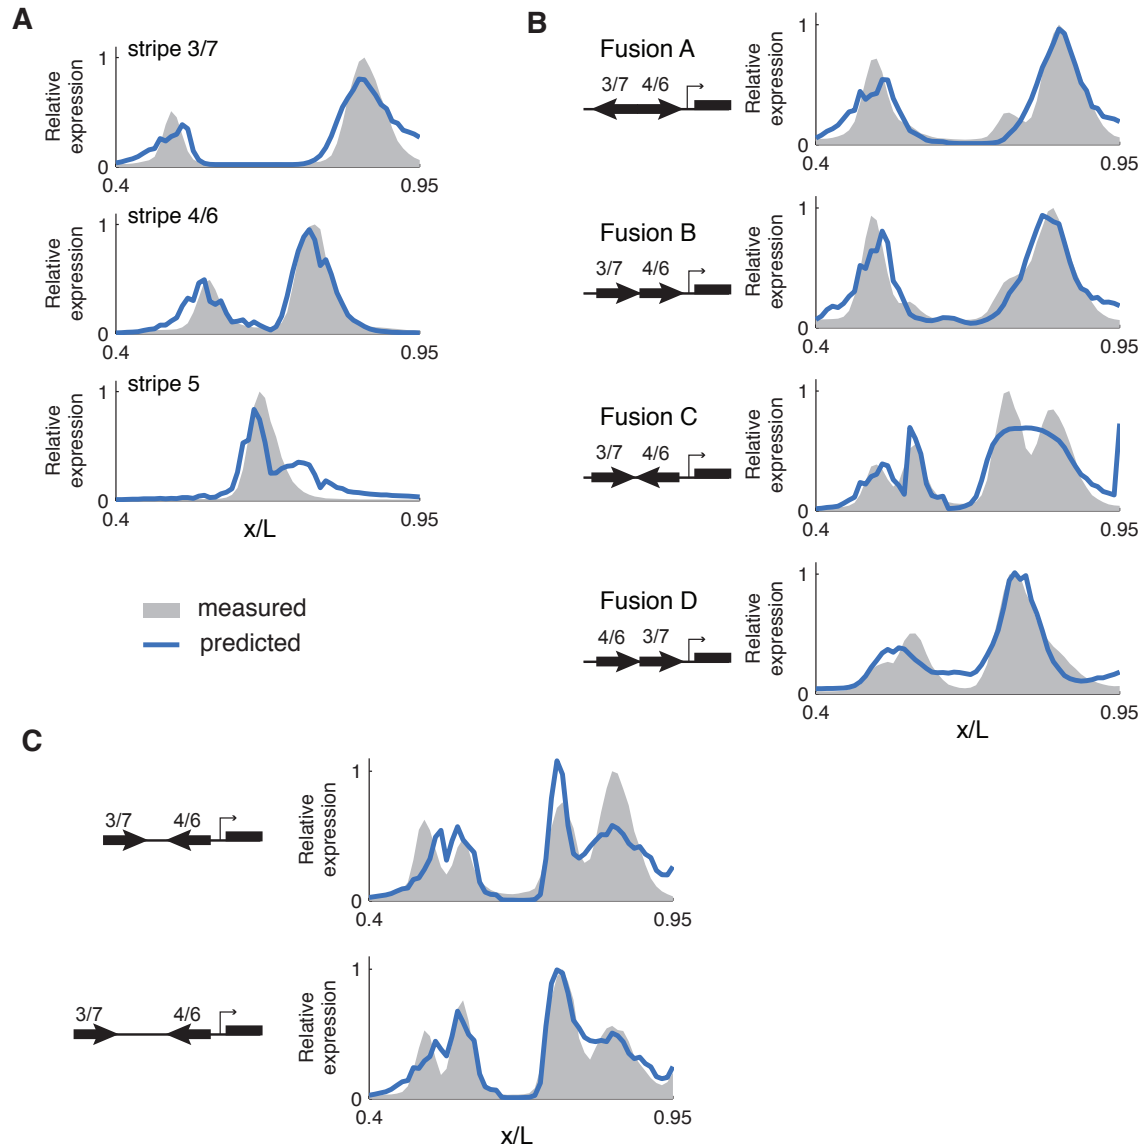 A
stripe 3/7
Relative
expression
1
0
0.4
0.95
stripe 4/6
Relative
expression
1
0
0.4
0.95
stripe 5
Relative
expression
1
0
0.4
0.95
x/L
measured
predicted
B
Fusion A
3/7 4/6
Relative
expression
1
0
0.4
0.95
Fusion B
3/7 4/6
Relative
expression
1
0
0.4
0.95
Fusion C
3/7 4/6
Relative
expression
1
0
0.4
0.95
Fusion D
4/6 3/7
Relative
expression
1
0
0.4
0.95
x/L
C
3/7 4/6
Relative
expression
1
0
0.4
0.95
3/7 4/6
Relative
expression
1
0
0.4
0.95
x/L